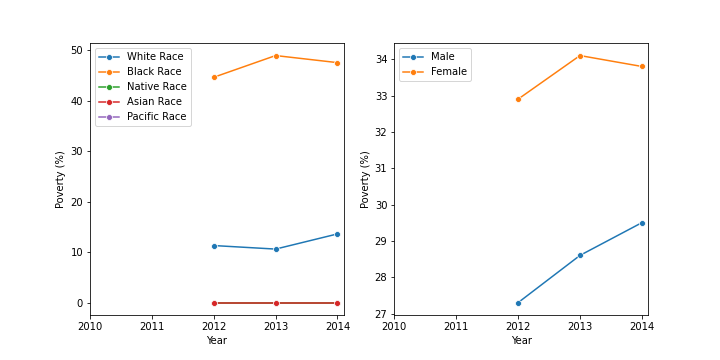 White Race
Black Race
Native Race
Asian Race
Pacific Race
50
40
30
20
10
0
Poverty (%)
2010 2011 2012 2013 2014
Year
Male
Female
34
33
32
31
30
29
28
27
Poverty (%)
2010 2011 2012 2013 2014
Year